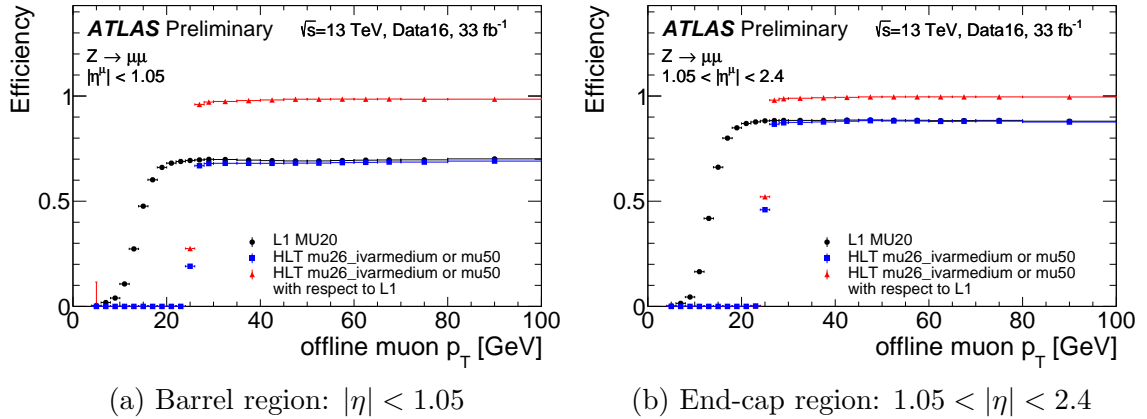 Efficiency
ATLAS Preliminary
√s=13 TeV, Data16, 33 fb⁻¹
Z → μμ
|η^μ| < 1.05
1
0.5
0
L1 MU20
HLT mu26_ivarmedium or mu50
HLT mu26_ivarmedium or mu50
with respect to L1
0 20 40 60 80 100
offline muon p_T [GeV]
(a) Barrel region: |η| < 1.05
Efficiency
ATLAS Preliminary
√s=13 TeV, Data16, 33 fb⁻¹
Z → μμ
1.05 < |η^μ| < 2.4
1
0.5
0
L1 MU20
HLT mu26_ivarmedium or mu50
HLT mu26_ivarmedium or mu50
with respect to L1
0 20 40 60 80 100
offline muon p_T [GeV]
(b) End-cap region: 1.05 < |η| < 2.4